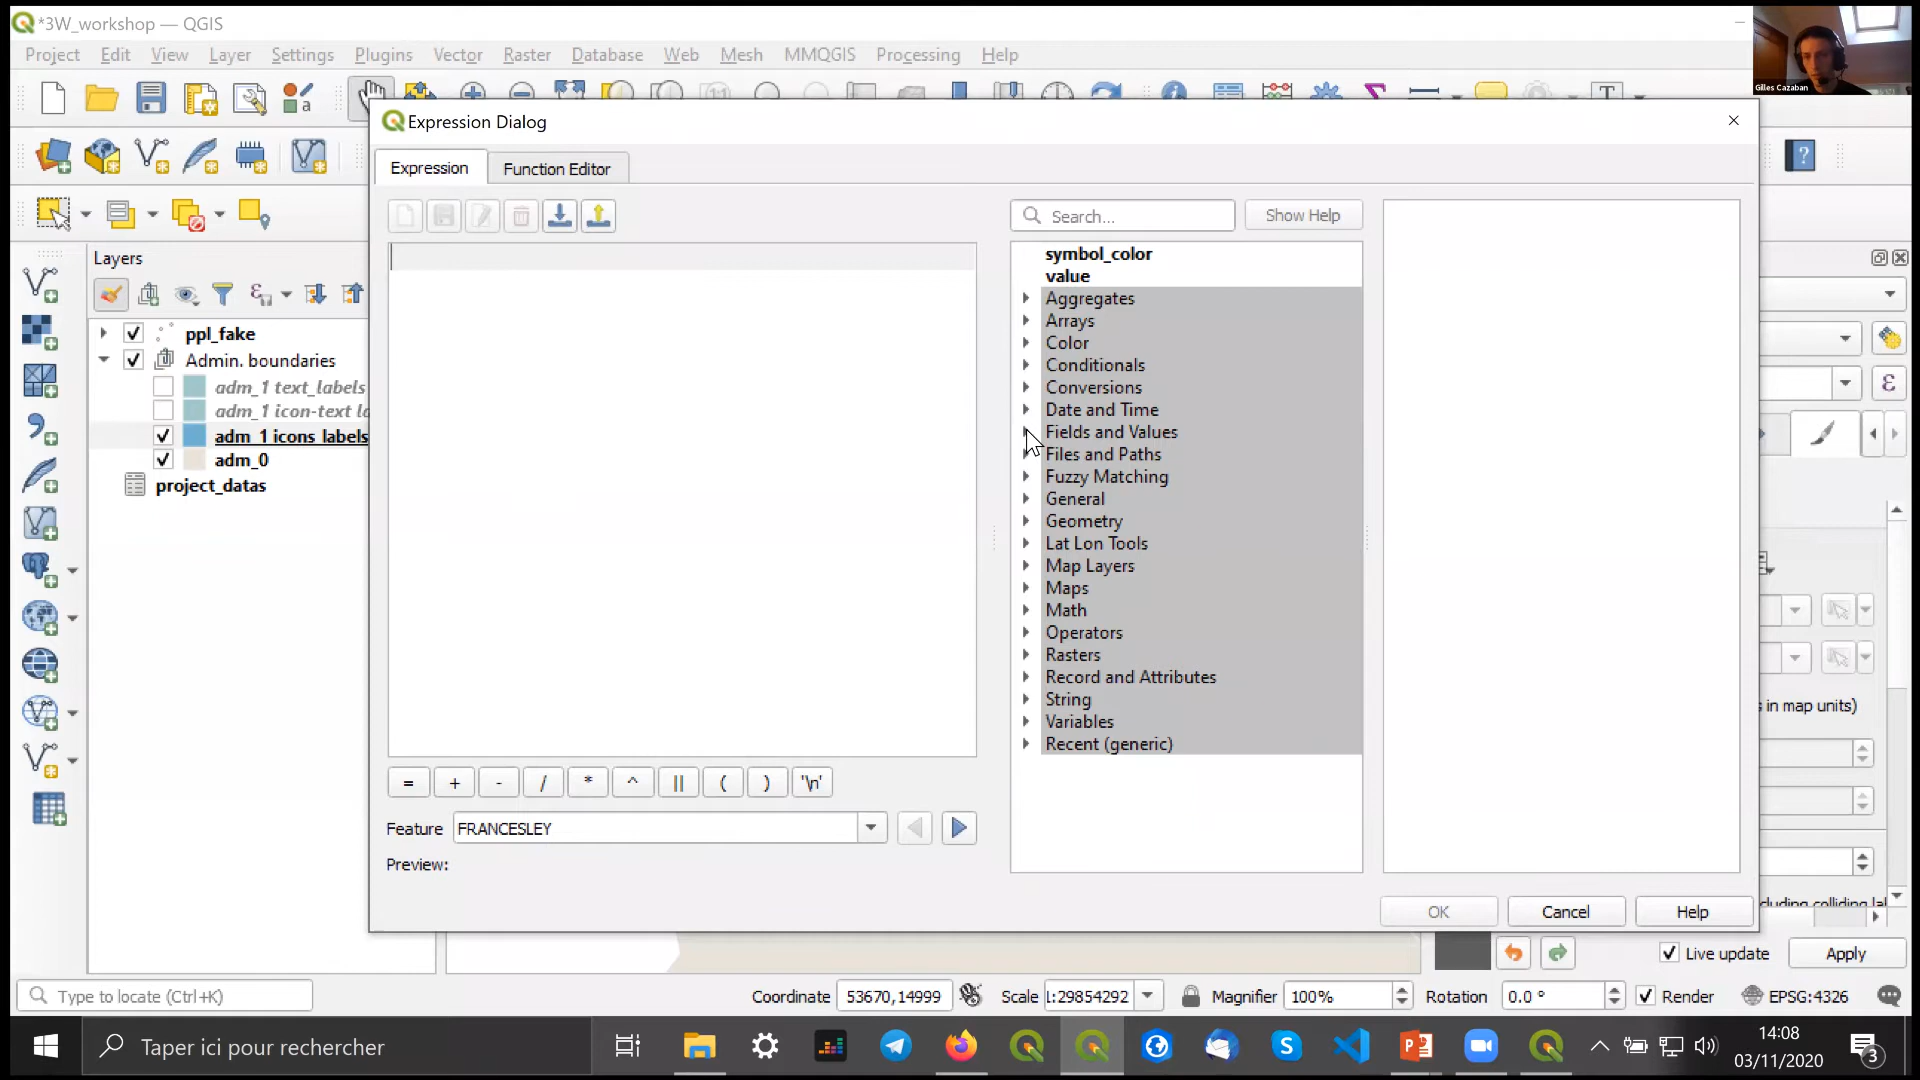 *3W_workshop — QGIS
Gilles Cazaban
Project Edit View Layer Settings Plugins Vector Raster Database Web Mesh MMQGIS Processing Help
Expression Dialog
Expression Function Editor
Search... Show Help
Layers
ppl_fake
Admin. boundaries
adm_1 text_labels
adm_1 icon-text
adm_1 icons labels
adm_0
project_datas
symbol_color
value
Aggregates
Arrays
Color
Conditionals
Conversions
Date and Time
Fields and Values
Files and Paths
Fuzzy Matching
General
Geometry
Lat Lon Tools
Map Layers
Maps
Math
Operators
Rasters
Record and Attributes
String
Variables
Recent (generic)
in map units)
= + - / * ^ || ( ) '\n'
Feature FRANCESLEY
Preview:
OK Cancel Help
Live update Apply
Type to locate (Ctrl+K) Coordinate 53670,14999 Scale 1:29854292 Magnifier 100% Rotation 0.0 ° Render EPSG:4326
Taper ici pour rechercher
14:08
03/11/2020
3